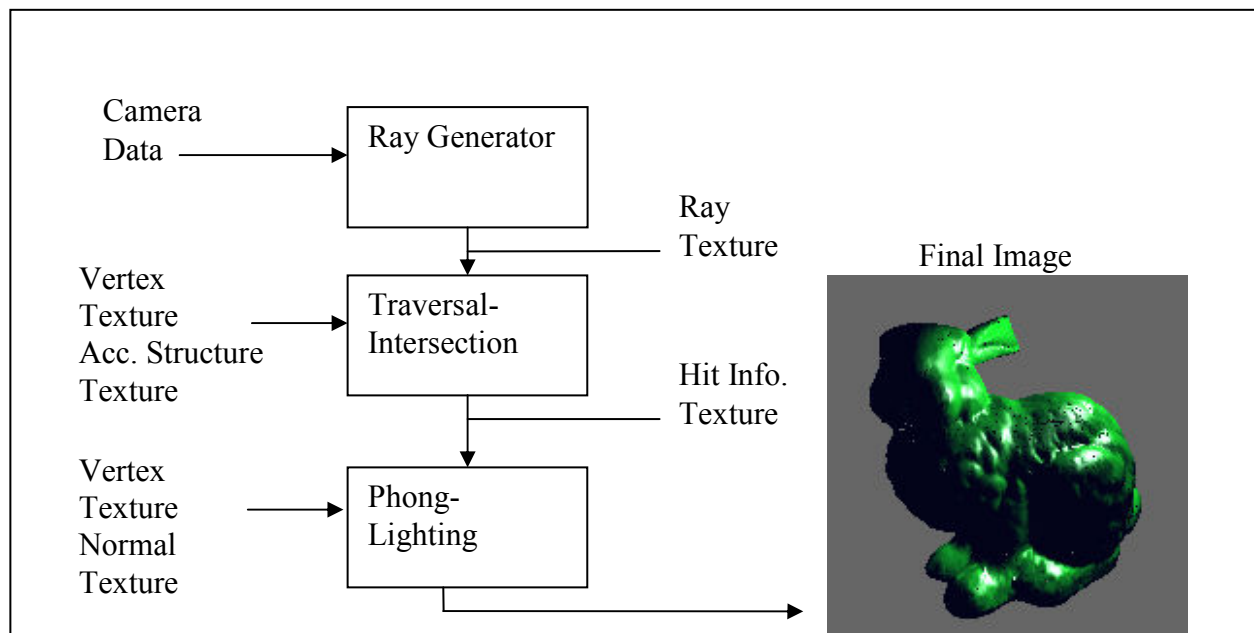 Camera
Data
Ray Generator
Ray
Texture
Final Image
Vertex
Texture
Acc. Structure
Texture
Traversal-
Intersection
Hit Info.
Texture
Vertex
Texture
Normal
Texture
Phong-
Lighting